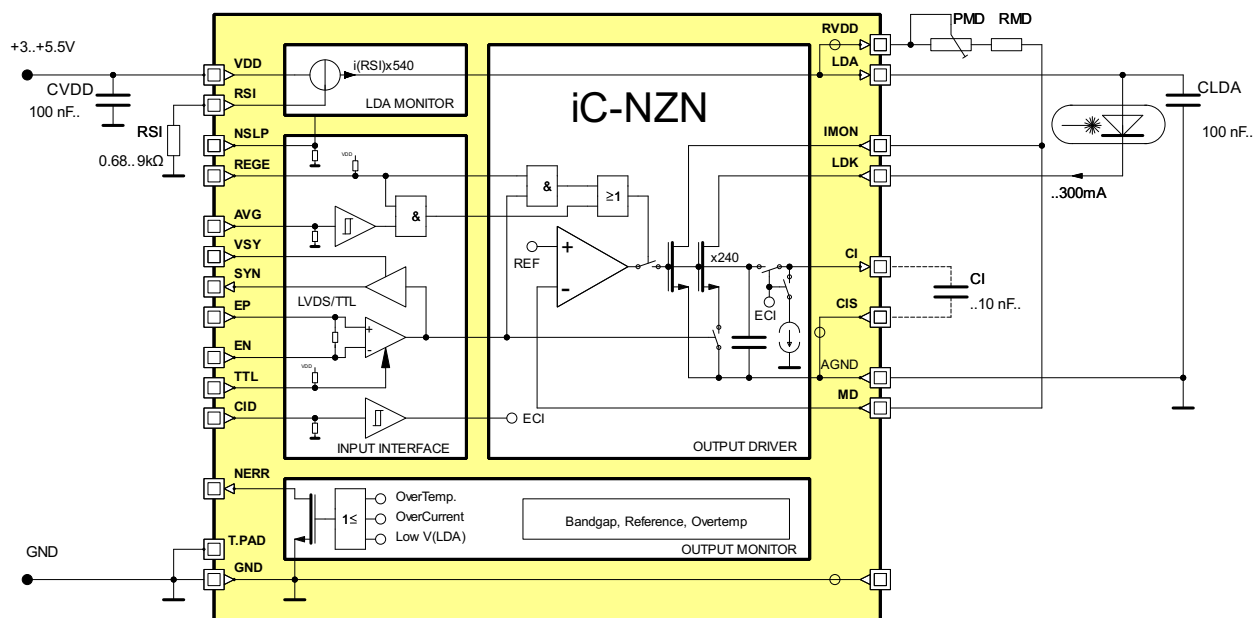 RVDD
PMD
RMD
+3..+5.5V
VDD
i(RSI)x540
LDA
CVDD
100 nF..
RSI
LDA MONITOR
iC-NZN
CLDA
100 nF..
RSI
0.68..9kΩ
NSLP
IMON
REGE
VDD
LDK
&
≥1
..300mA
AVG
&
VSY
REF
+
-
x240
CI
SYN
ECI
CI
..10 nF..
LVDS/TTL
EP
+
-
CIS
EN
VDD
AGND
TTL
MD
CID
ECI
INPUT INTERFACE
OUTPUT DRIVER
NERR
1≤
OverTemp.
OverCurrent
Low V(LDA)
Bandgap, Reference, Overtemp
T.PAD
OUTPUT MONITOR
GND
GND